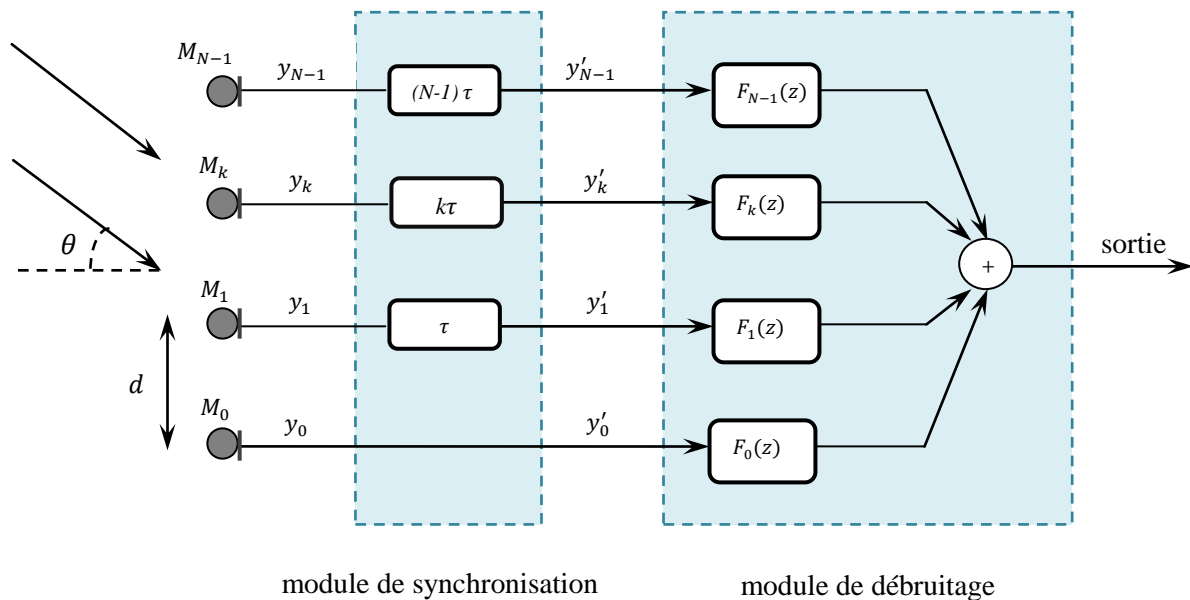 M_{N−1} y_{N−1} (N-1) τ y′_{N−1} F_{N−1}(z)
M_k y_k kτ y′_k F_k(z)
θ + sortie
M_1 y_1 τ y′_1 F_1(z)
d
M_0 y_0 y′_0 F_0(z)
module de synchronisation module de débruitage